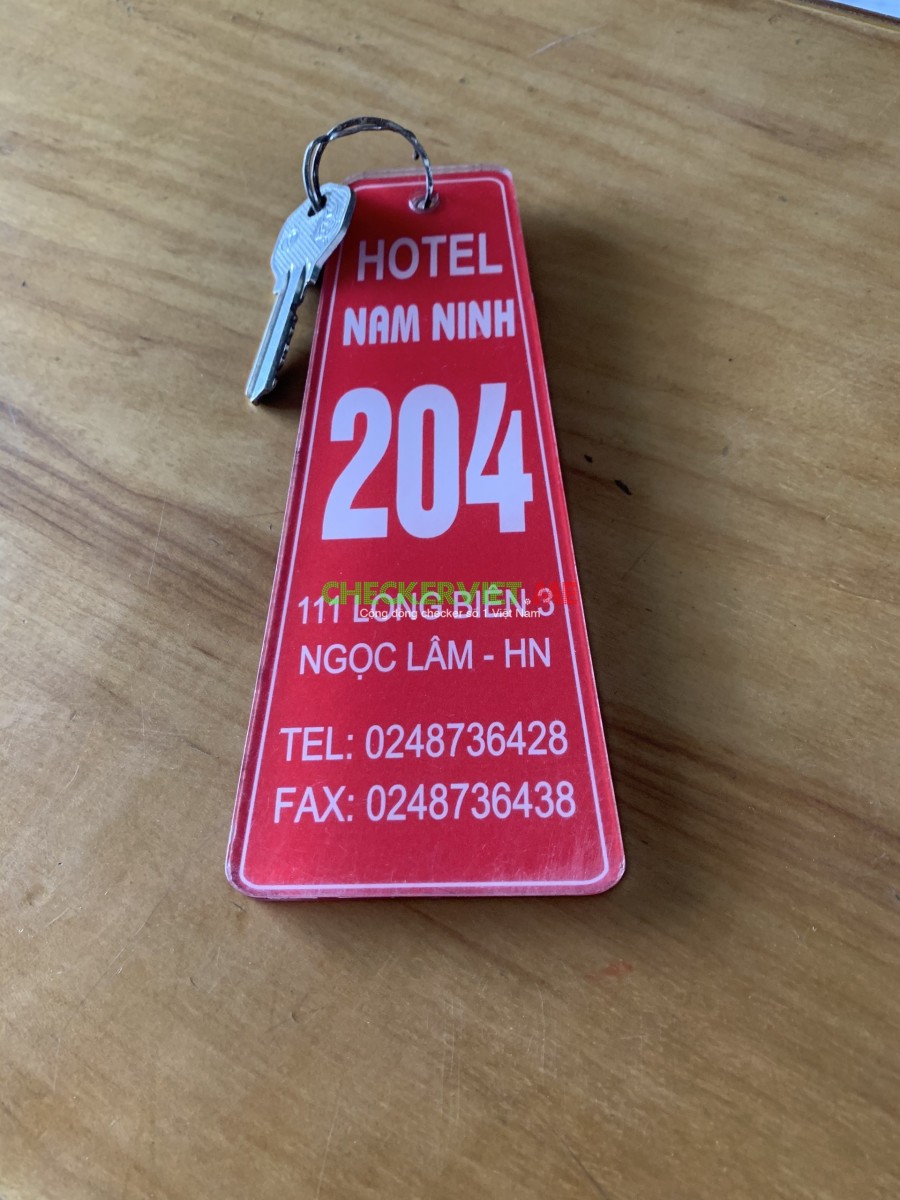 HOTEL
NAM NINH
204
CHECKERVIET
Cộng đồng checker số 1 Việt Nam
111 LONG BIÊN 3
NGỌC LÂM - HN
TEL: 0248736428
FAX: 0248736438